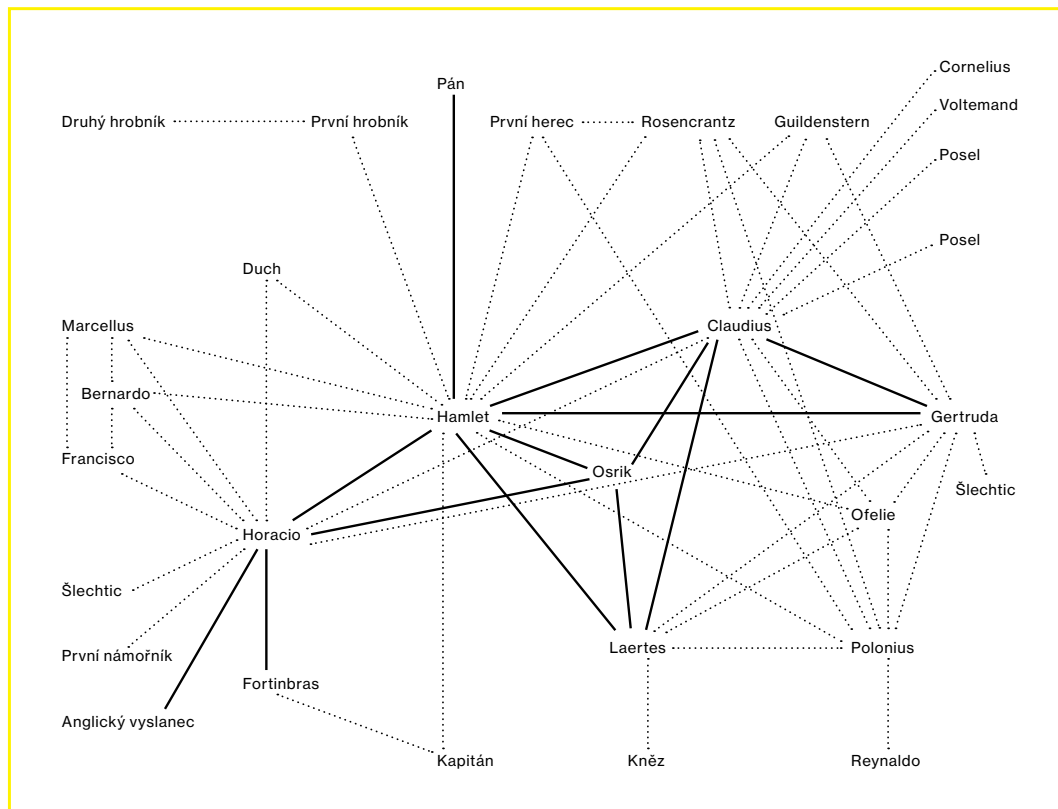 Cornelius
Pán
Voltemand
Druhý hrobník
První hrobník
První herec
Rosencrantz
Guildenstern
Posel
Posel
Duch
Marcellus
Claudius
Bernardo
Hamlet
Gertruda
Francisco
Osrik
Šlechtic
Ofelie
Horacio
Šlechtic
První námořník
Laertes
Polonius
Fortinbras
Anglický vyslanec
Kapitán
Kněz
Reynaldo